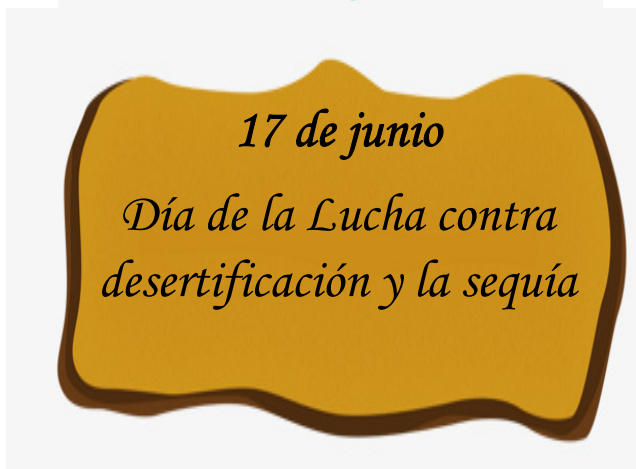 17 de junio
Día de la Lucha contra
desertificación y la sequía